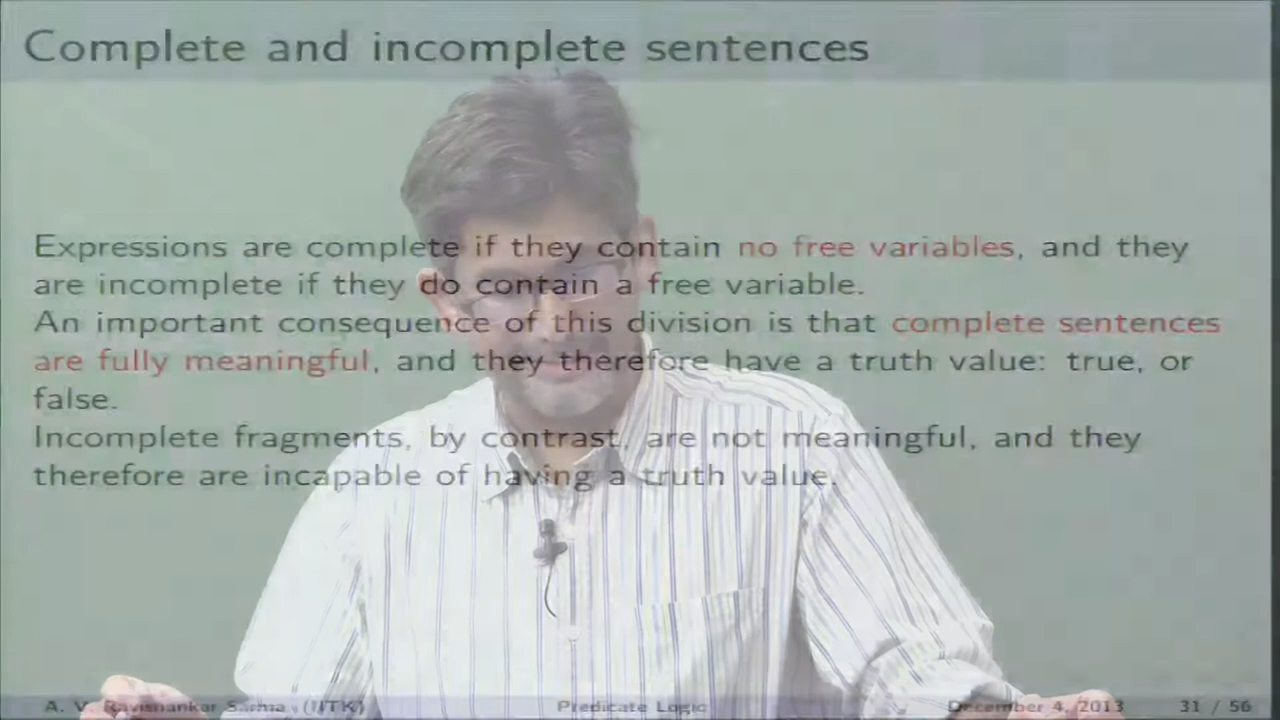 Complete and incomplete sentences
Expressions are complete if they contain no free variables, and they
are incomplete if they do contain a free variable.
An important consequence of this division is that complete sentences
are fully meaningful, and they therefore have a truth value: true, or
false.
Incomplete fragments, by contrast, are not meaningful, and they
therefore are incapable of having a truth value.
A. V. Ravishankar Sarma (IITK) Predicate Logic December 4, 2013 31 / 56